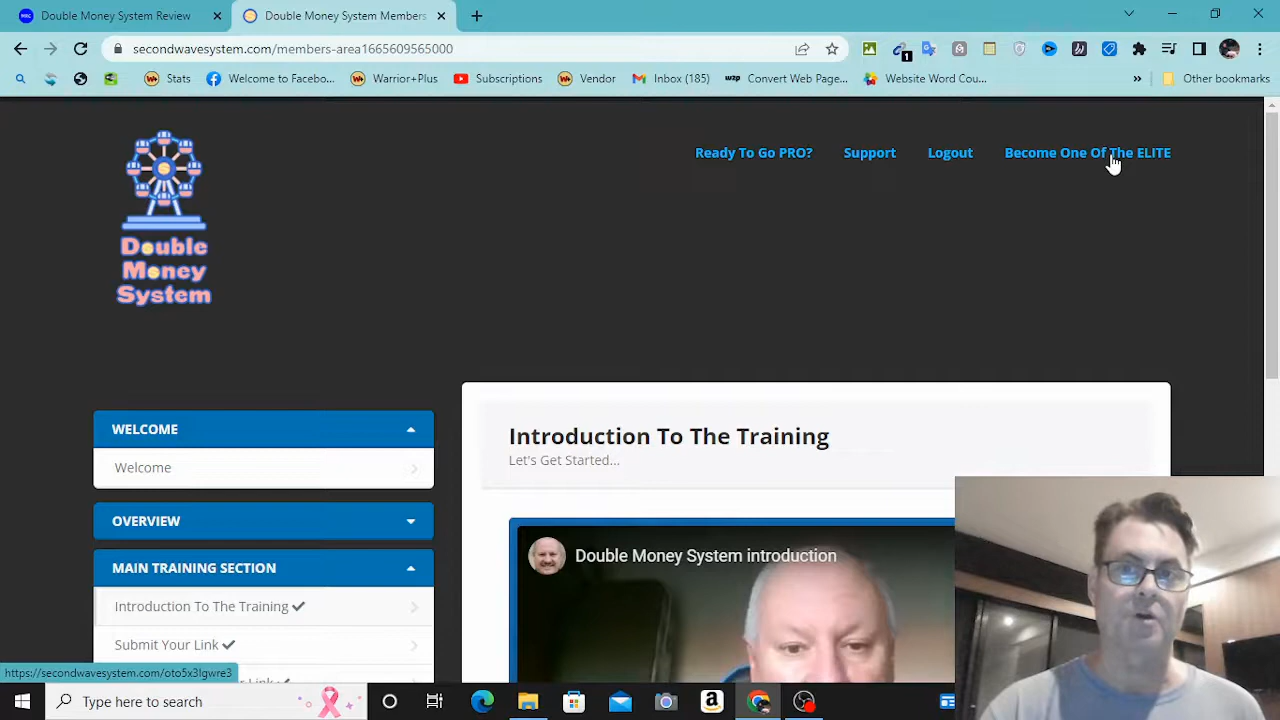 Double Money System Review
Double Money System Members
secondwavesystem.com/members-area1665609565000
1
Stats
Welcome to Facebo...
Warrior+Plus
Subscriptions
Vendor
Inbox (185)
Convert Web Page...
Website Word Cou...
Other bookmarks
Ready To Go PRO?
Support
Logout
Become One Of The ELITE
Double
Money
System
WELCOME
Welcome
OVERVIEW
MAIN TRAINING SECTION
Introduction To The Training
Submit Your Link
Introduction To The Training
Let's Get Started...
Double Money System introduction
https://secondwavesystem.com/oto5x3lgwre3
Type here to search